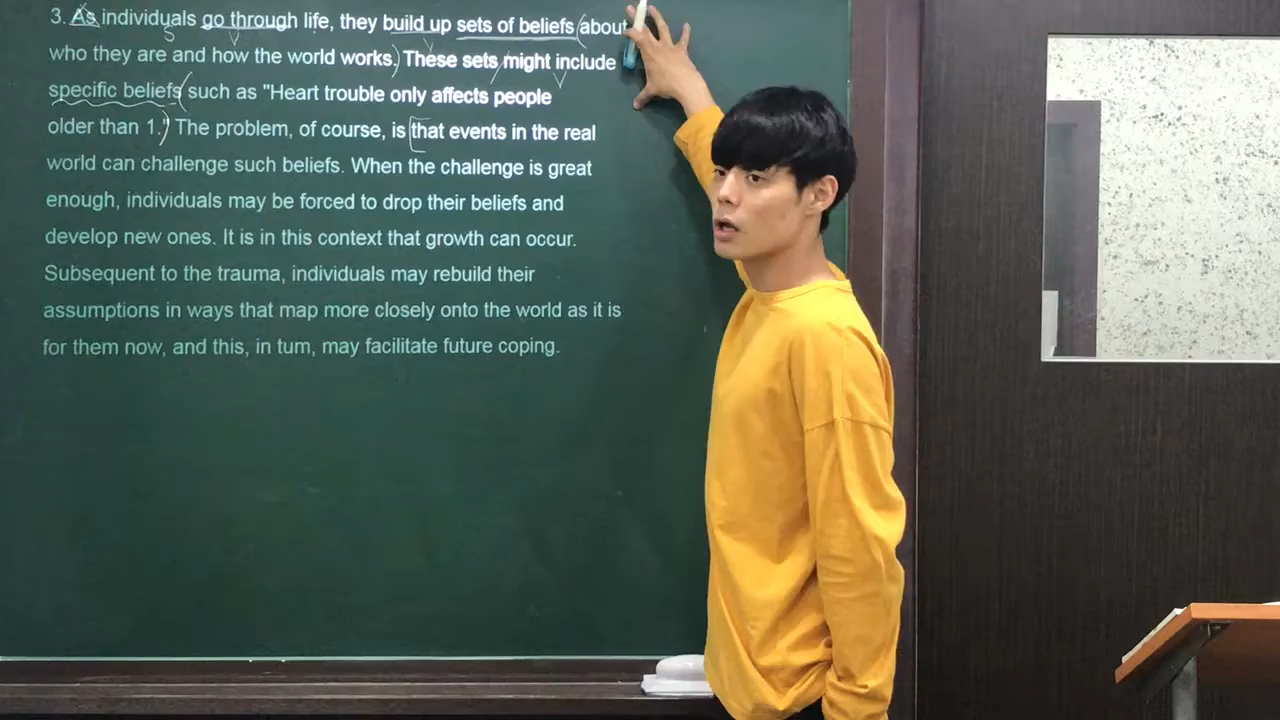 3. As individuals go through life, they build up sets of beliefs (about
who they are and how the world works.) These sets might include
specific beliefs (such as "Heart trouble only affects people
older than 1.") The problem, of course, is [that events in the real
world can challenge such beliefs. When the challenge is great
enough, individuals may be forced to drop their beliefs and
develop new ones. It is in this context that growth can occur.
Subsequent to the trauma, individuals may rebuild their
assumptions in ways that map more closely onto the world as it is
for them now, and this, in tum, may facilitate future coping.